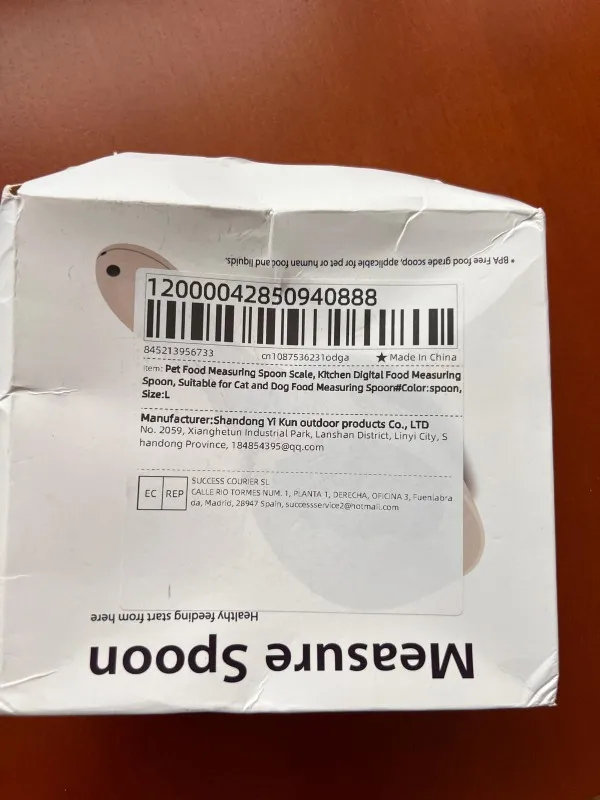 * BPA Free food grade scoop, applicable for pet or human food and liquids.
12000042850940888
845213956733 cn1087536231odga ★ Made In China
Item: Pet Food Measuring Spoon Scale, Kitchen Digital Food Measuring
Spoon, Suitable for Cat and Dog Food Measuring Spoon#Color:spoon,
Size:L
Manufacturer:Shandong Yi Kun outdoor products Co., LTD
No. 2059, Xianghetun Industrial Park, Lanshan District, Linyi City, S
handong Province, 184854395@qq.com
EC REP
SUCCESS COURIER SL
CALLE RIO TORMES NUM. 1, PLANTA 1, DERECHA, OFICINA 3, Fuenlabra
da, Madrid, 28947 Spain, successservice2@hotmail.com
Healthy feeding start from here
Measure Spoon